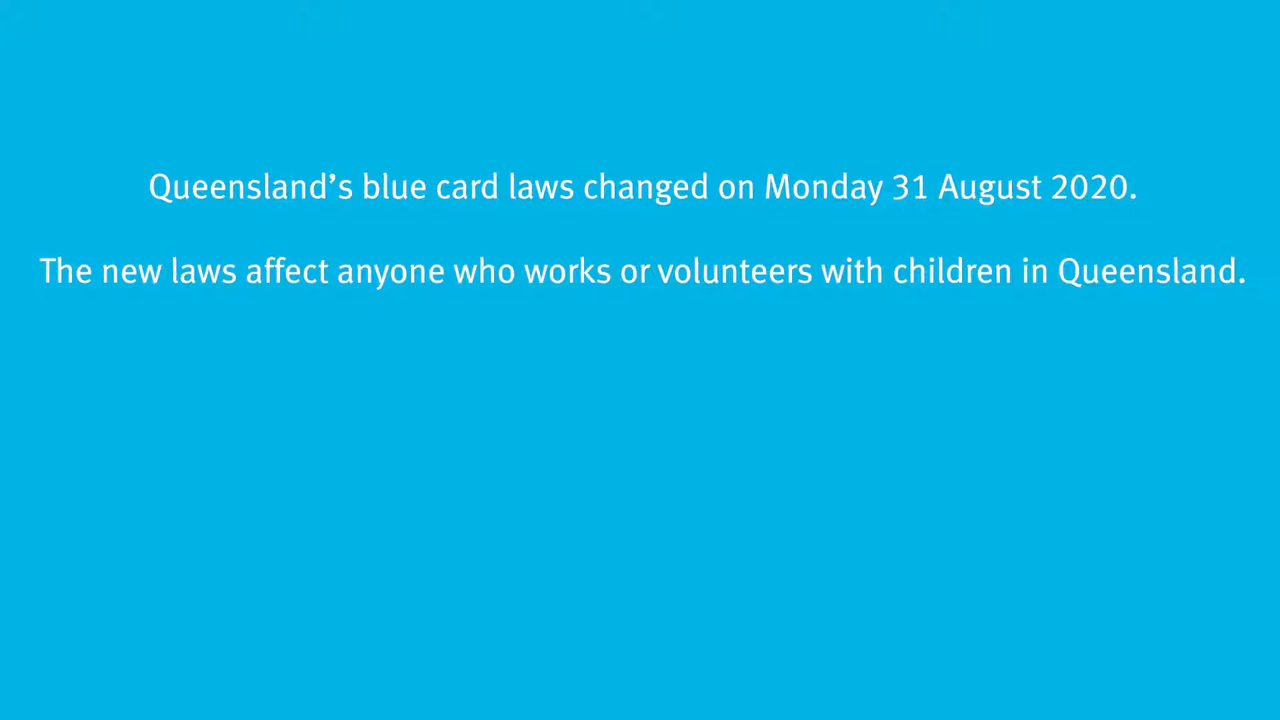 Queensland's blue card laws changed on Monday 31 August 2020.
The new laws affect anyone who works or volunteers with children in Queensland.